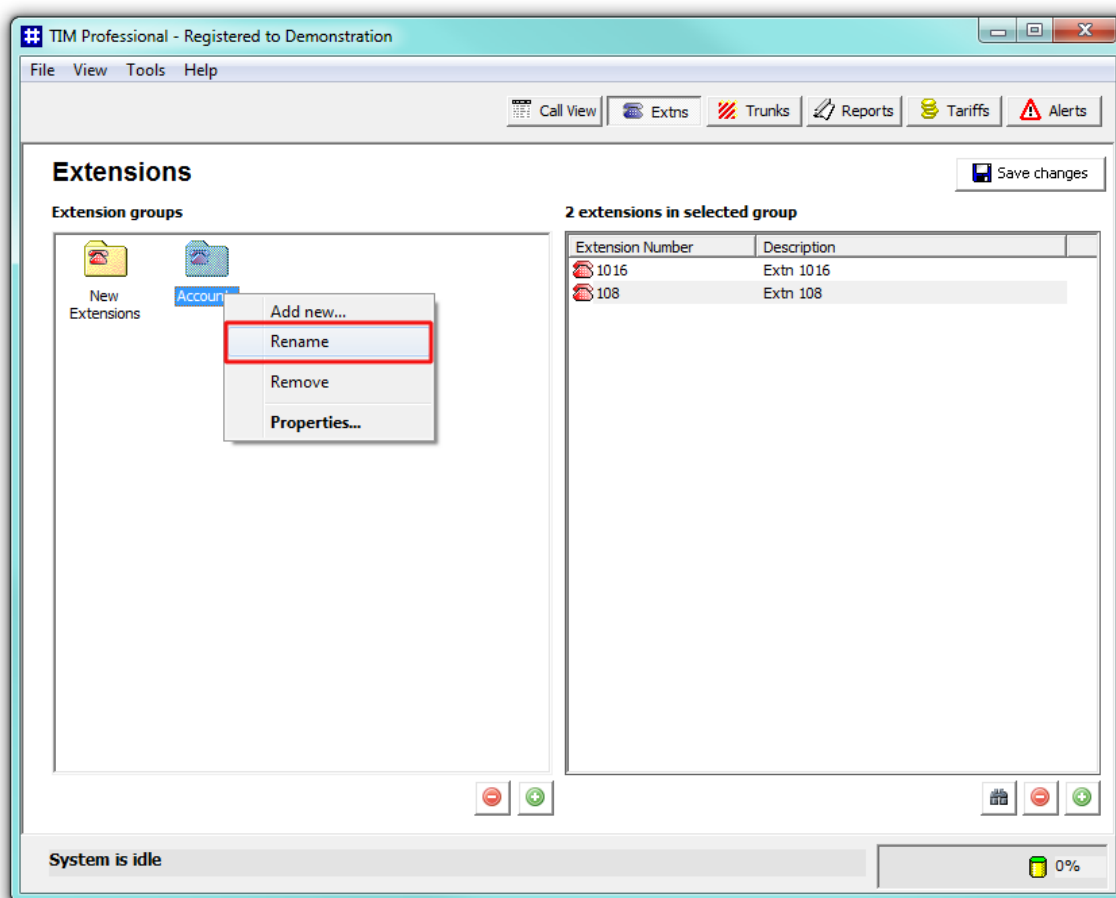 TIM Professional - Registered to Demonstration
File View Tools Help
Call View Extns Trunks Reports Tariffs Alerts
Extensions
Save changes
Extension groups
2 extensions in selected group
New
Extensions
Extension Number Description
1016 Extn 1016
108 Extn 108
Add new...
Rename
Remove
Properties...
System is idle
0%